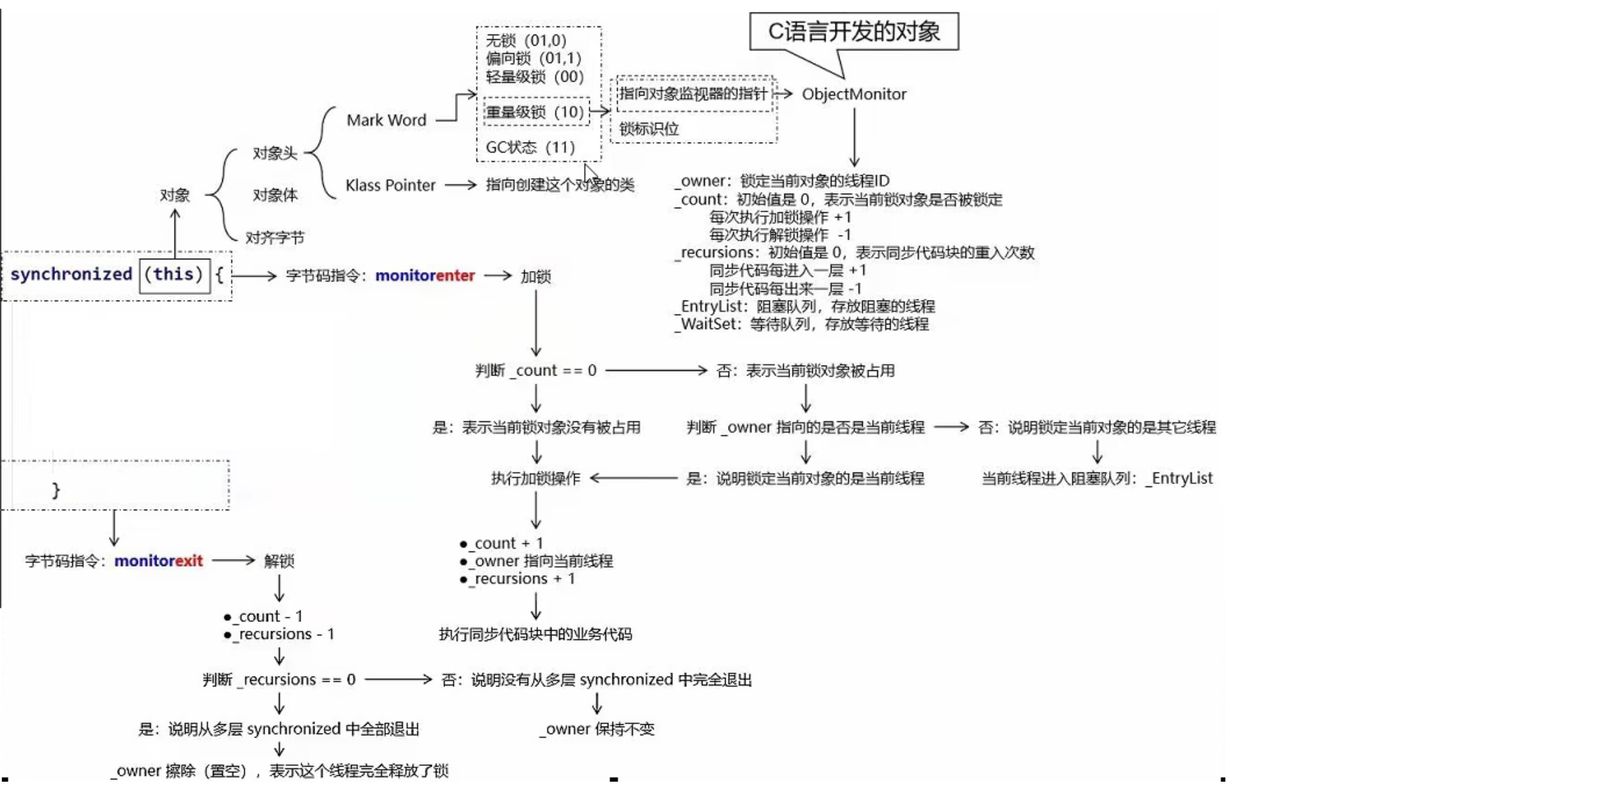 C语言开发的对象
无锁（01,0）
偏向锁（01,1）
轻量级锁（00）
重量级锁（10）
GC状态（11）
指向对象监视器的指针
锁标识位
ObjectMonitor
Mark Word
对象头
Klass Pointer
指向创建这个对象的类
对象
对象体
对齐字节
_owner：锁定当前对象的线程ID
_count：初始值是 0，表示当前锁对象是否被锁定
每次执行加锁操作 +1
每次执行解锁操作 -1
_recursions：初始值是 0，表示同步代码块的重入次数
同步代码每进入一层 +1
同步代码每出来一层 -1
_EntryList：阻塞队列，存放阻塞的线程
_WaitSet：等待队列，存放等待的线程
synchronized (this) {
字节码指令：monitorenter
加锁
判断 _count == 0
否：表示当前锁对象被占用
是：表示当前锁对象没有被占用
判断 _owner 指向的是否是当前线程
否：说明锁定当前对象的是其它线程
执行加锁操作
是：说明锁定当前对象的是当前线程
当前线程进入阻塞队列：_EntryList
}
●_count + 1
●_owner 指向当前线程
●_recursions + 1
字节码指令：monitorexit
解锁
●_count - 1
●_recursions - 1
执行同步代码块中的业务代码
判断 _recursions == 0
否：说明没有从多层 synchronized 中完全退出
是：说明从多层 synchronized 中全部退出
_owner 保持不变
_owner 擦除（置空），表示这个线程完全释放了锁